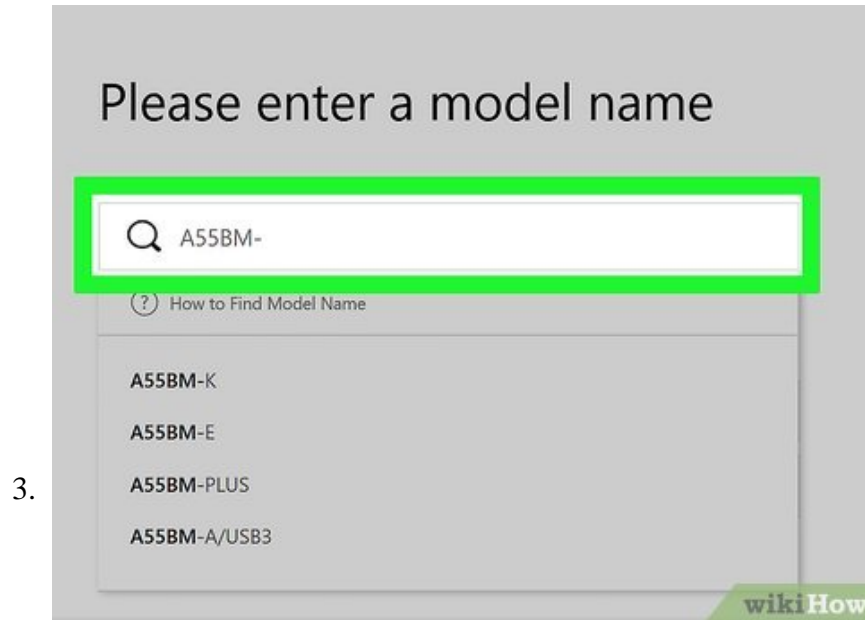 Please enter a model name
A55BM-
? How to Find Model Name
A55BM-K
A55BM-E
3.
A55BM-PLUS
A55BM-A/USB3
wikiHow